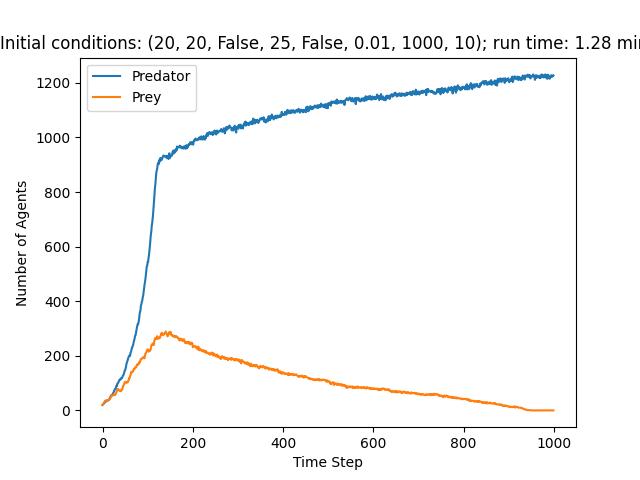 Initial conditions: (20, 20, False, 25, False, 0.01, 1000, 10); run time: 1.28 min
Predator
Prey
1200
1000
800
600
400
200
0
Number of Agents
0 200 400 600 800 1000
Time Step